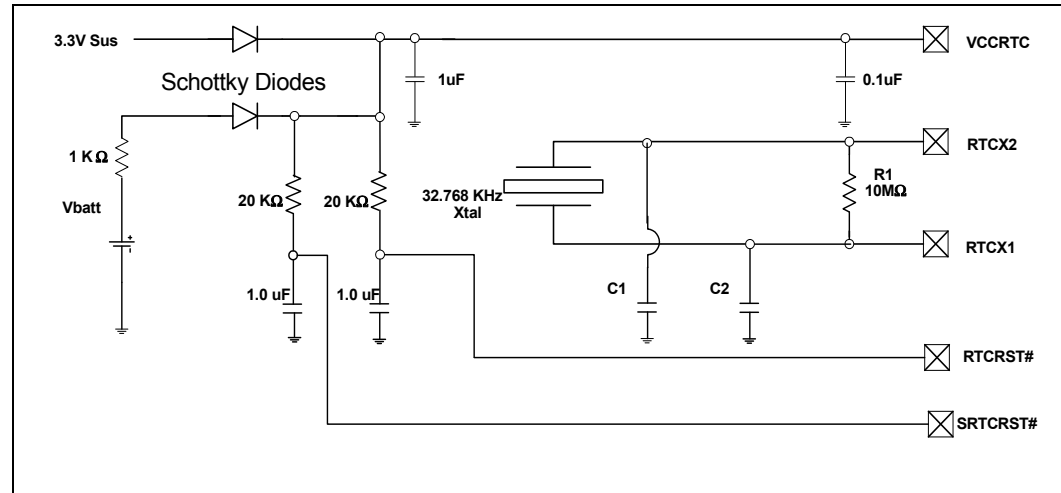 3.3V Sus
VCCRTC
1uF
0.1uF
Schottky Diodes
RTCX2
1 KΩ
R1
10MΩ
20 KΩ
20 KΩ
32.768 KHz
Xtal
Vbatt
+
-
RTCX1
1.0 uF
1.0 uF
C1
C2
RTCRST#
SRTCRST#